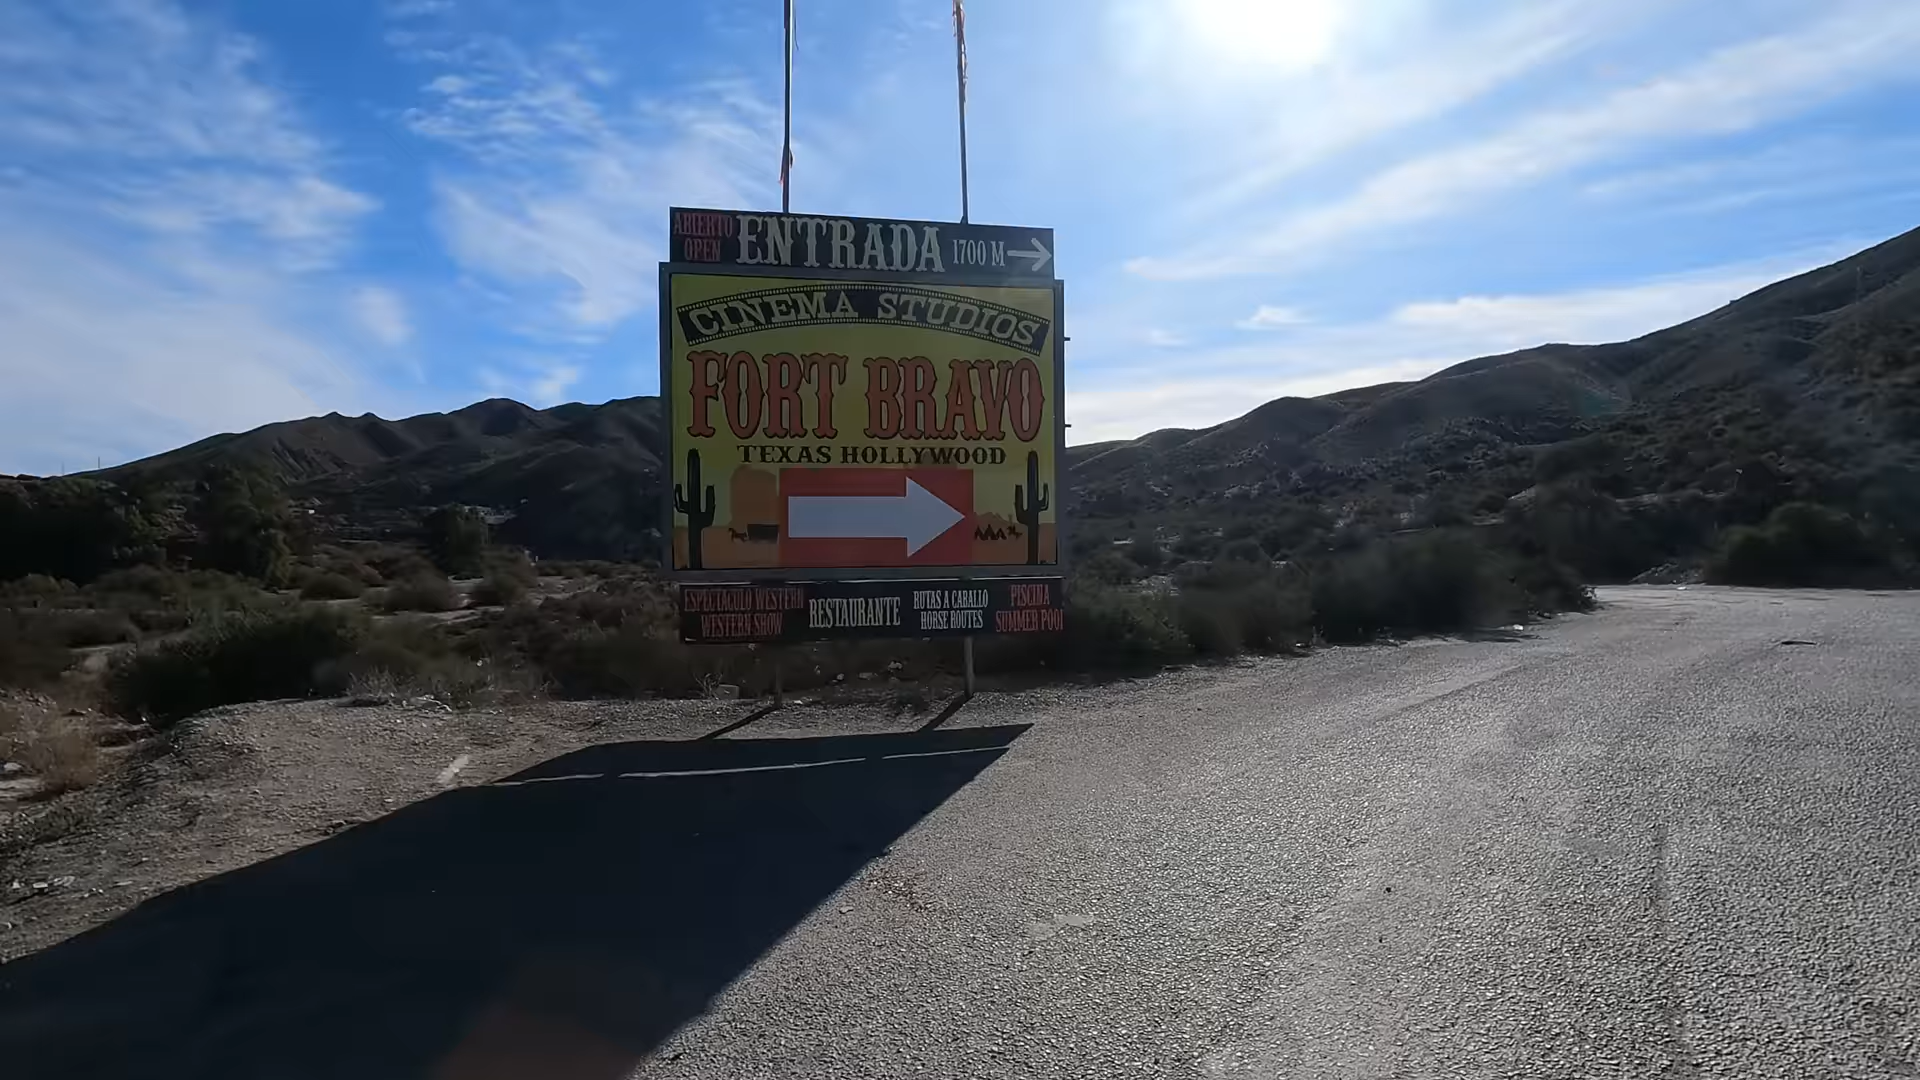 ABIERTO
OPEN
ENTRADA
1700 M
CINEMA STUDIOS
FORT BRAVO
TEXAS HOLLYWOOD
ESPECTACULO WESTERN
WESTERN SHOW
RESTAURANTE
RUTAS A CABALLO
HORSE ROUTES
PISCINA
SUMMER POOL